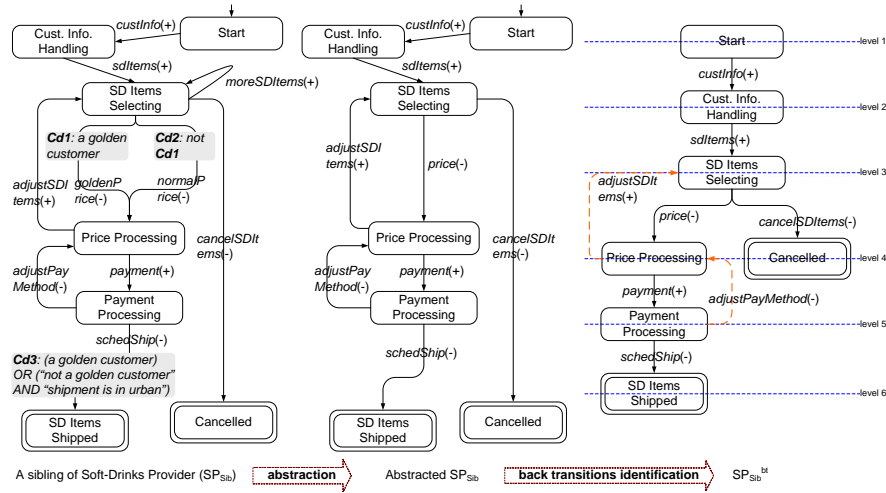 custInfo(+)
Cust. Info.
Handling
Start
sdItems(+)
SD Items
Selecting
moreSDItems(+)
Cd1: a golden
customer
Cd2: not
Cd1
adjustSDI
tems(+)
goldenP
rice(-)
normalP
rice(-)
Price Processing
cancelSDIt
ems(-)
adjustPay
Method(-)
payment(+)
Payment
Processing
schedShip(-)
Cd3: (a golden customer)
OR (“not a golden customer”
AND “shipment is in urban”)
SD Items
Shipped
Cancelled
A sibling of Soft-Drinks Provider (SPSib)
abstraction
custInfo(+)
Cust. Info.
Handling
Start
sdItems(+)
SD Items
Selecting
adjustSDI
tems(+)
price(-)
Price Processing
cancelSDIt
ems(-)
adjustPay
Method(-)
payment(+)
Payment
Processing
schedShip(-)
SD Items
Shipped
Cancelled
Abstracted SPSib
back transitions identification
Start
level 1
custInfo(+)
Cust. Info.
Handling
level 2
sdItems(+)
SD Items
Selecting
level 3
adjustSDIt
ems(+)
price(-)
cancelSDItems(-)
Price Processing
Cancelled
level 4
payment(+)
adjustPayMethod(-)
Payment
Processing
level 5
schedShip(-)
SD Items
Shipped
level 6
SPSib bt